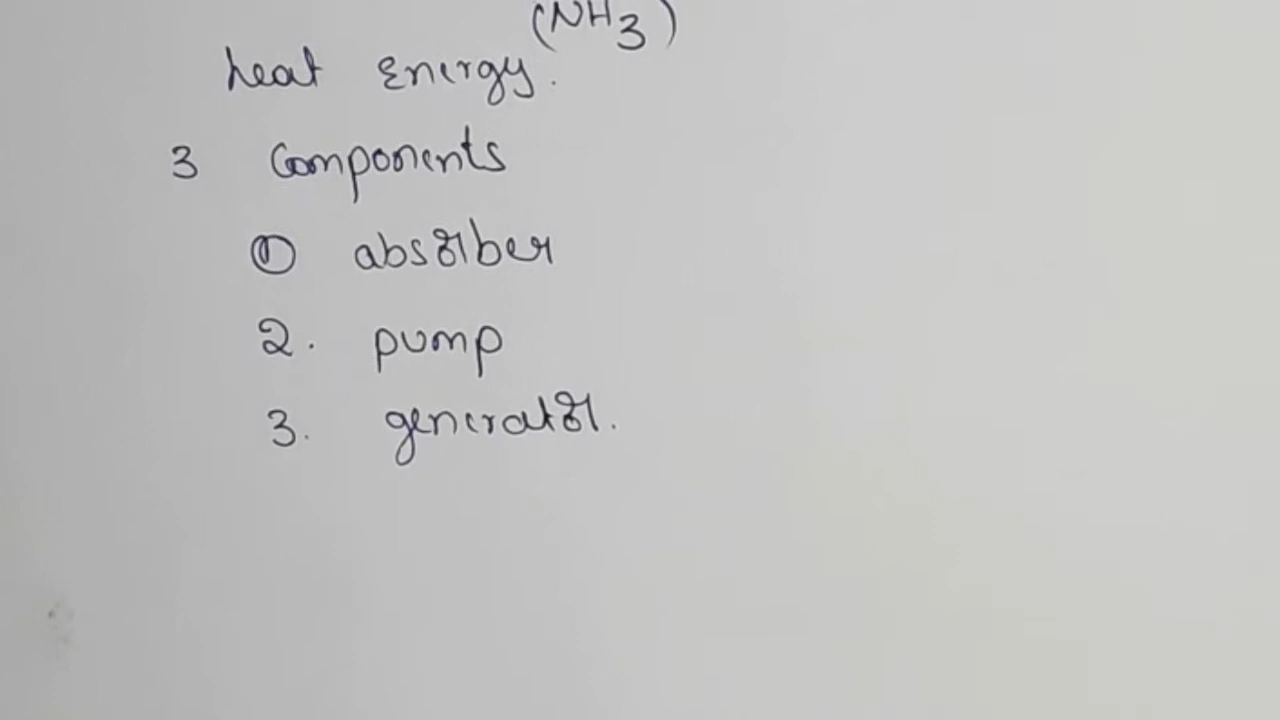 (NH3)
heat energy.
3 Components
① absorber
2. pump
3. generator.